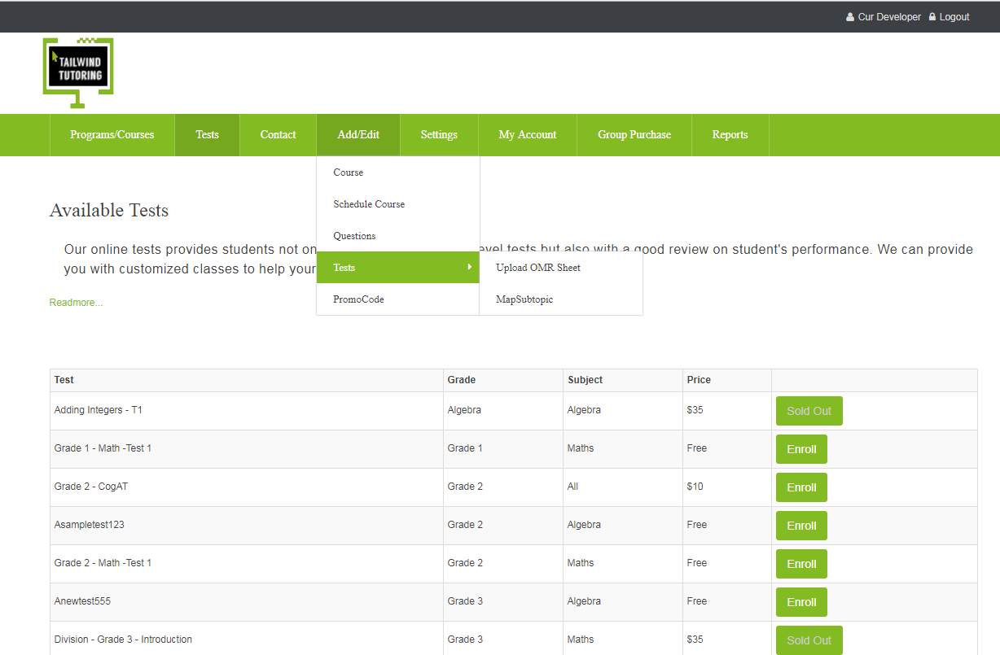 Cur Developer Logout
TAILWIND
TUTORING
Programs/Courses Tests Contact Add/Edit Settings My Account Group Purchase Reports
Course
Schedule Course
Questions
Tests
PromoCode
Upload OMR Sheet
MapSubtopic
Available Tests
Our online tests provides students not on evel tests but also with a good review on student's performance. We can provide
you with customized classes to help your
Readmore...
Test Grade Subject Price
Adding Integers - T1 Algebra Algebra $35 Sold Out
Grade 1 - Math -Test 1 Grade 1 Maths Free Enroll
Grade 2 - CogAT Grade 2 All $10 Enroll
Asampletest123 Grade 2 Algebra Free Enroll
Grade 2 - Math -Test 1 Grade 2 Maths Free Enroll
Anewtest555 Grade 3 Algebra Free Enroll
Division - Grade 3 - Introduction Grade 3 Maths $35 Sold Out